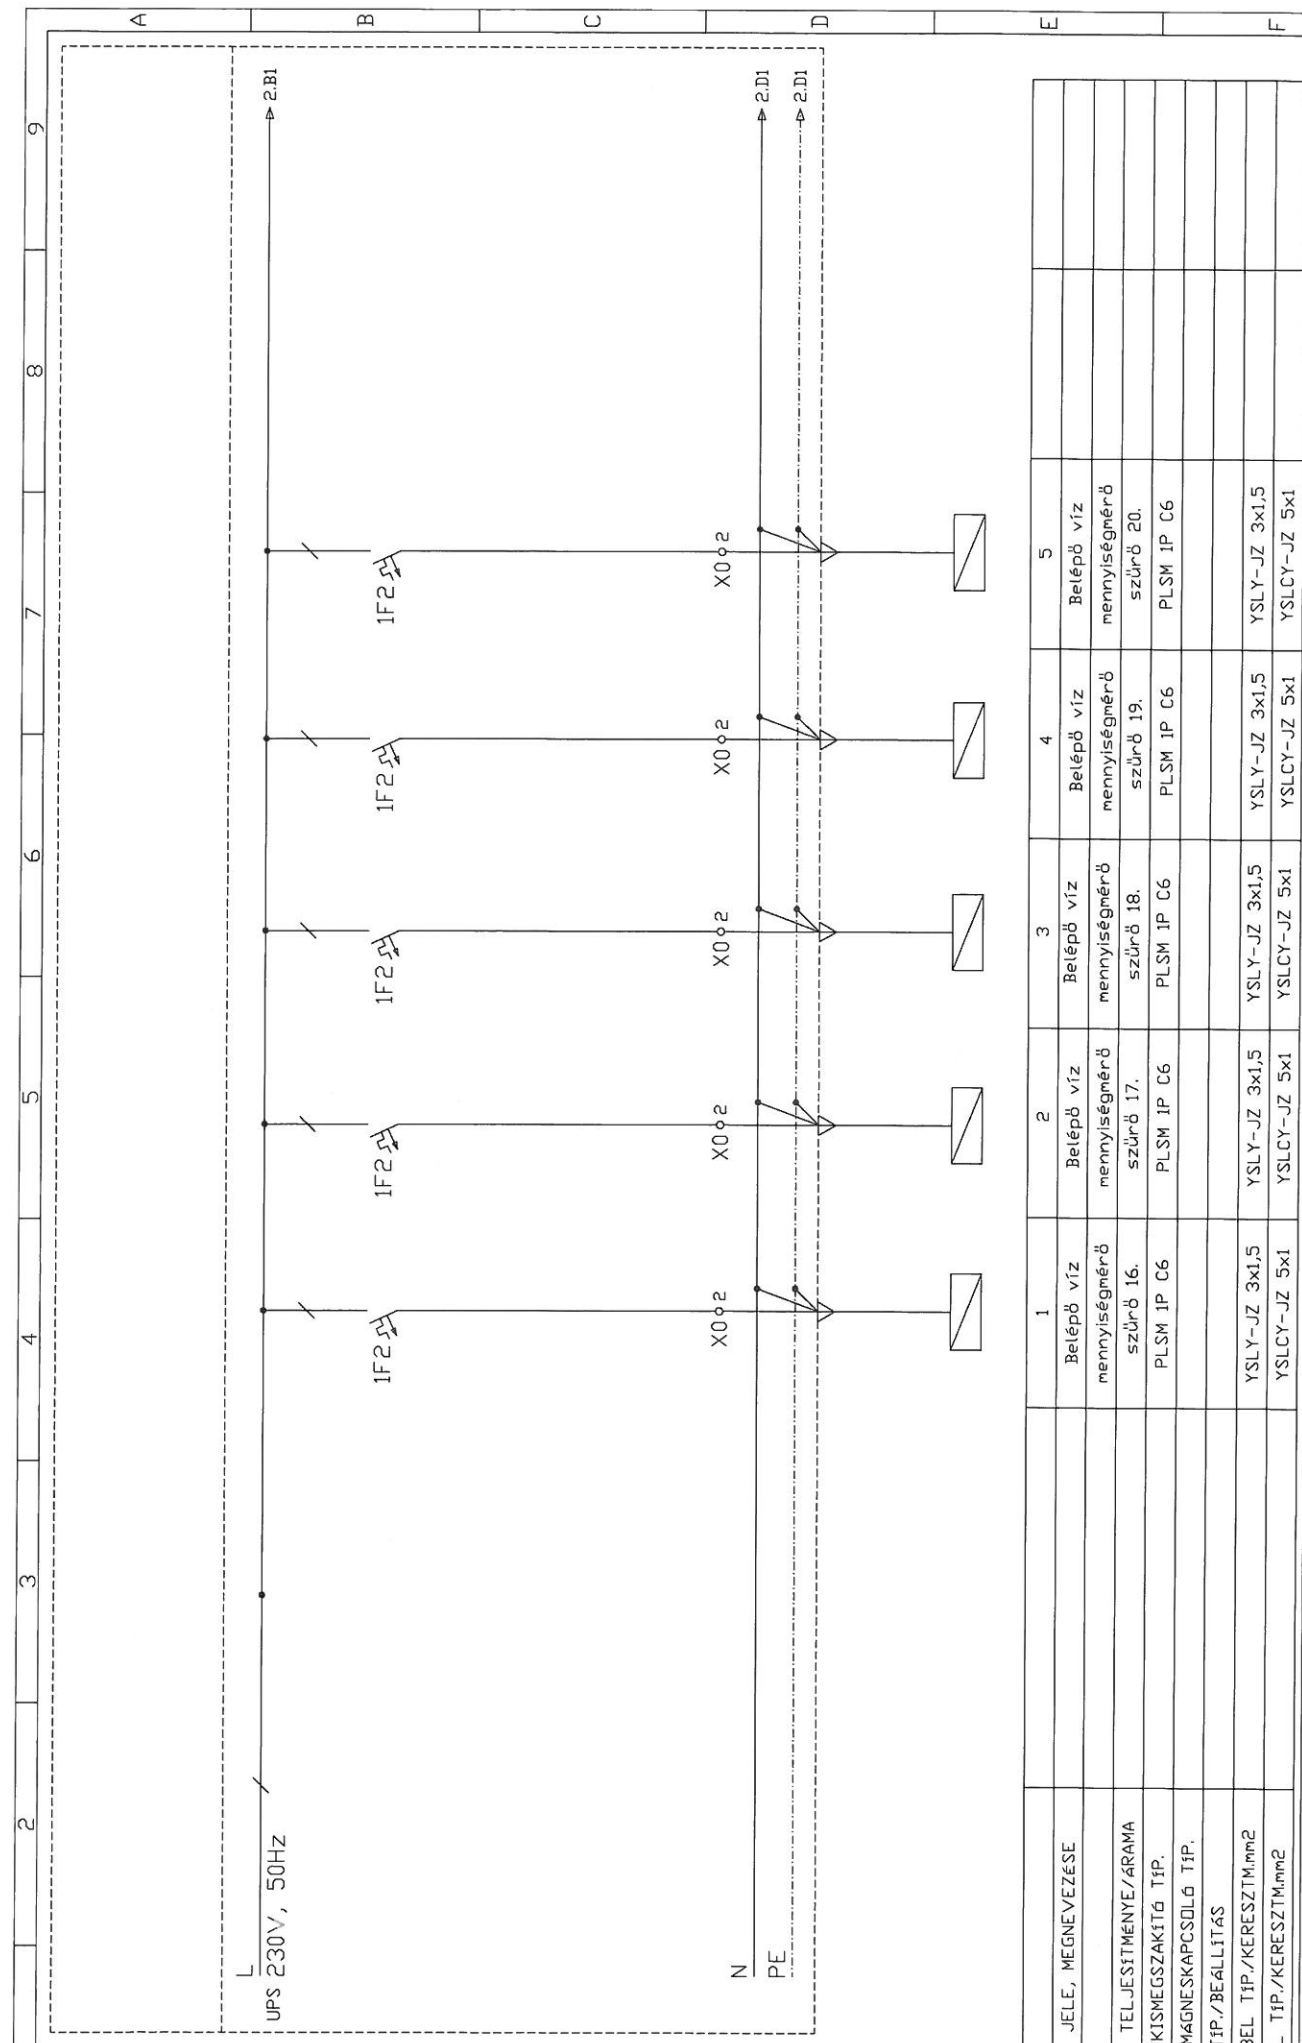 2
3
4
5
6
7
8
9
A
B
C
D
E
F
L
UPS 230V, 50Hz
2.B1
1F2
1F2
1F2
1F2
1F2
X0 2
X0 2
X0 2
X0 2
X0 2
N
2.D1
PE
2.D1
1 2 3 4 5
JELE, MEGNEVEZÉSE Belépő víz Belépő víz Belépő víz Belépő víz Belépő víz
mennyiségmérő mennyiségmérő mennyiségmérő mennyiségmérő mennyiségmérő
TELJESÍTMÉNYE/ÁRAMA szűrő 16. szűrő 17. szűrő 18. szűrő 19. szűrő 20.
KISMEGSZAKÍTÓ TÍP. PLSM 1P C6 PLSM 1P C6 PLSM 1P C6 PLSM 1P C6 PLSM 1P C6
MÁGNESKAPCSOLÓ TÍP.
TÍP./BEÁLLÍTÁS
BEL TÍP./KERESZTM.mm2 YSLY-JZ 3x1,5 YSLY-JZ 3x1,5 YSLY-JZ 3x1,5 YSLY-JZ 3x1,5 YSLY-JZ 3x1,5
TÍP./KERESZTM.mm2 YSLCY-JZ 5x1 YSLCY-JZ 5x1 YSLCY-JZ 5x1 YSLCY-JZ 5x1 YSLCY-JZ 5x1